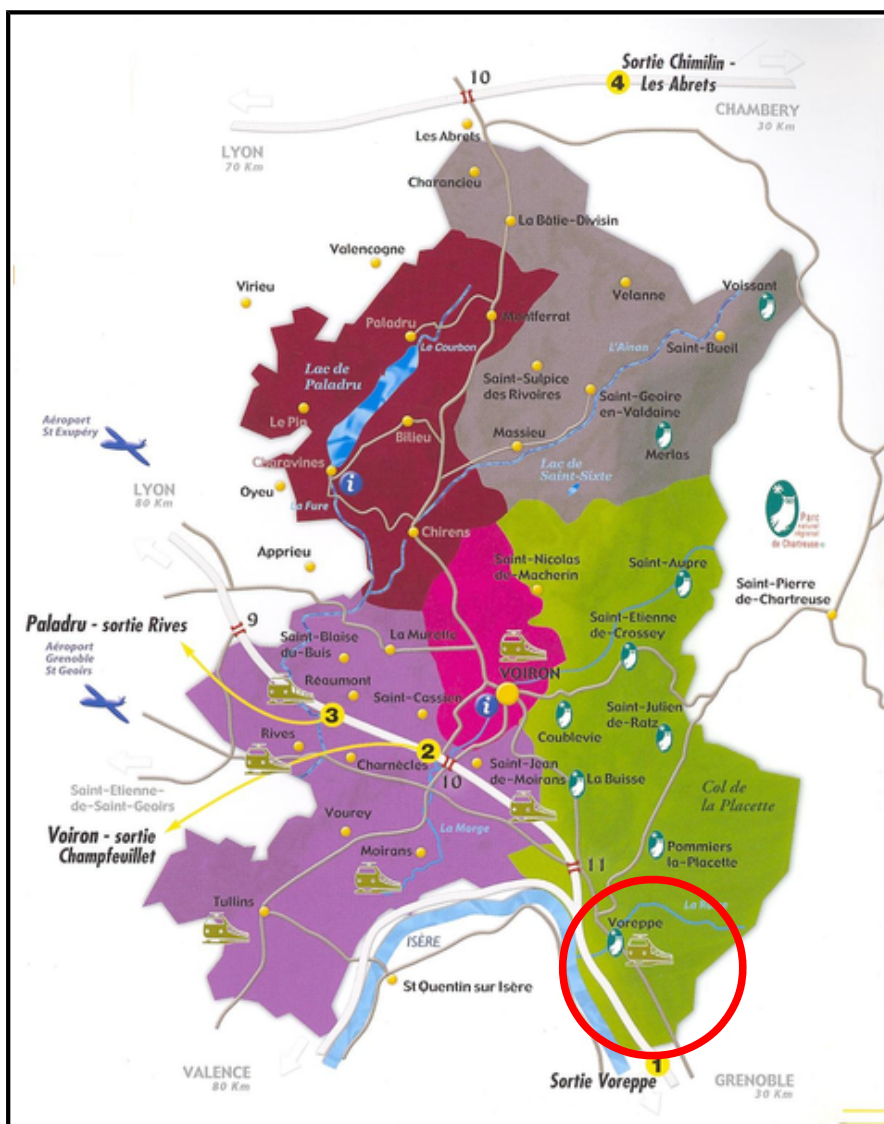 10
Sortie Chimilin -
4
Les Abrets
CHAMBERY
30 Km
Les Abrets
LYON
70 Km
Charancieu
La Bâtie-Divisin
Valencogne
Virieu
Velanne
Voissant
Montferrat
Paladru
Le Courbon
L'Ainan
Saint-Bueil
Lac de
Paladru
Saint-Sulpice
des Rivoires
Saint-Geoire
en-Valdaine
Le Pin
Bilieu
Massieu
Merlas
Aéroport
St Exupéry
Charavines
i
Lac de
Saint-Sixte
LYON
80 Km
Oyeu
La Fure
Chirens
Parc
naturel
régional
de Chartreuse
Apprieu
Saint-Nicolas
de-Macherin
Saint-Aupre
Saint-Pierre
de-Chartreuse
Paladru - sortie Rives
9
Saint-Etienne
de-Crossey
Saint-Blaise
du-Buis
La Murette
Aéroport
Grenoble
St Geoirs
VOIRON
Réaumont
Saint-Cassien
i
Saint-Julien
de-Ratz
3
Coublevie
Rives
2
Charnècles
10
Saint-Jean
de-Moirans
La Buisse
Col de
la Placette
Saint-Etienne-
de-Saint-Geoirs
Vourey
La Morge
Voiron - sortie
Champfeuillet
Moirans
Pommiers
la-Placette
11
Tullins
Voreppe
ISÈRE
St Quentin sur Isère
VALENCE
80 Km
1
Sortie Voreppe
GRENOBLE
30 Km